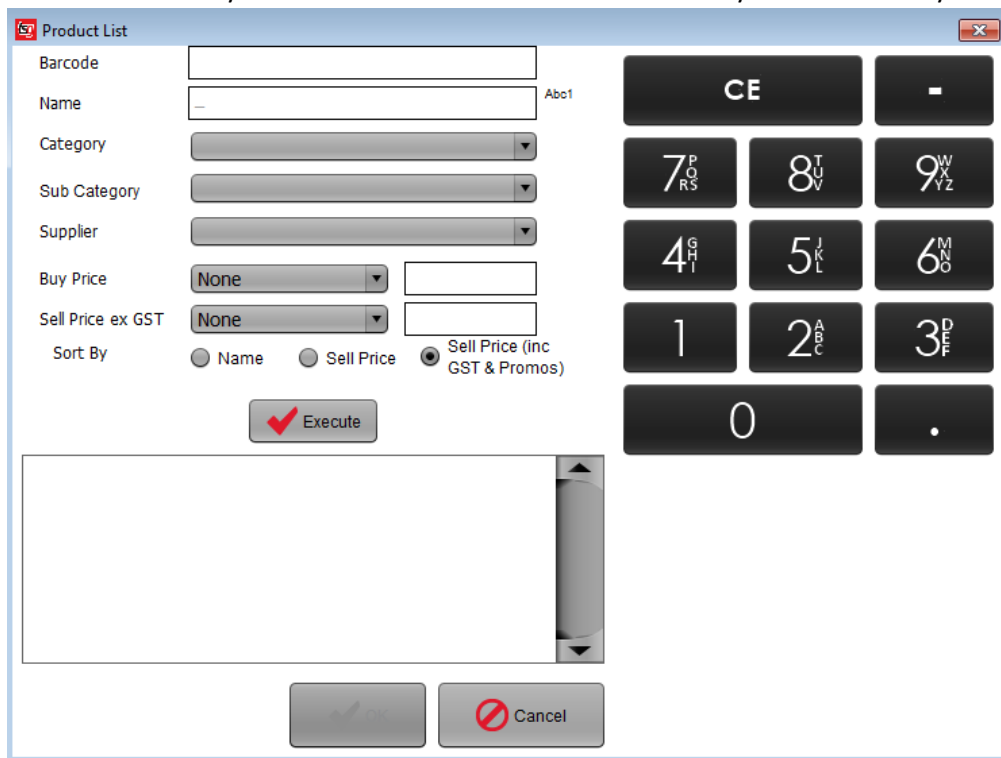 Product List
Barcode
Name
_
Abc1
Category
Sub Category
Supplier
Buy Price
None
Sell Price ex GST
None
Sort By
Name
Sell Price
Sell Price (inc
GST & Promos)
Execute
OK
Cancel
CE -
7 PQRS 8 TUV 9 WXYZ
4 GHI 5 JKL 6 MNO
1 2 ABC 3 DEF
0 .